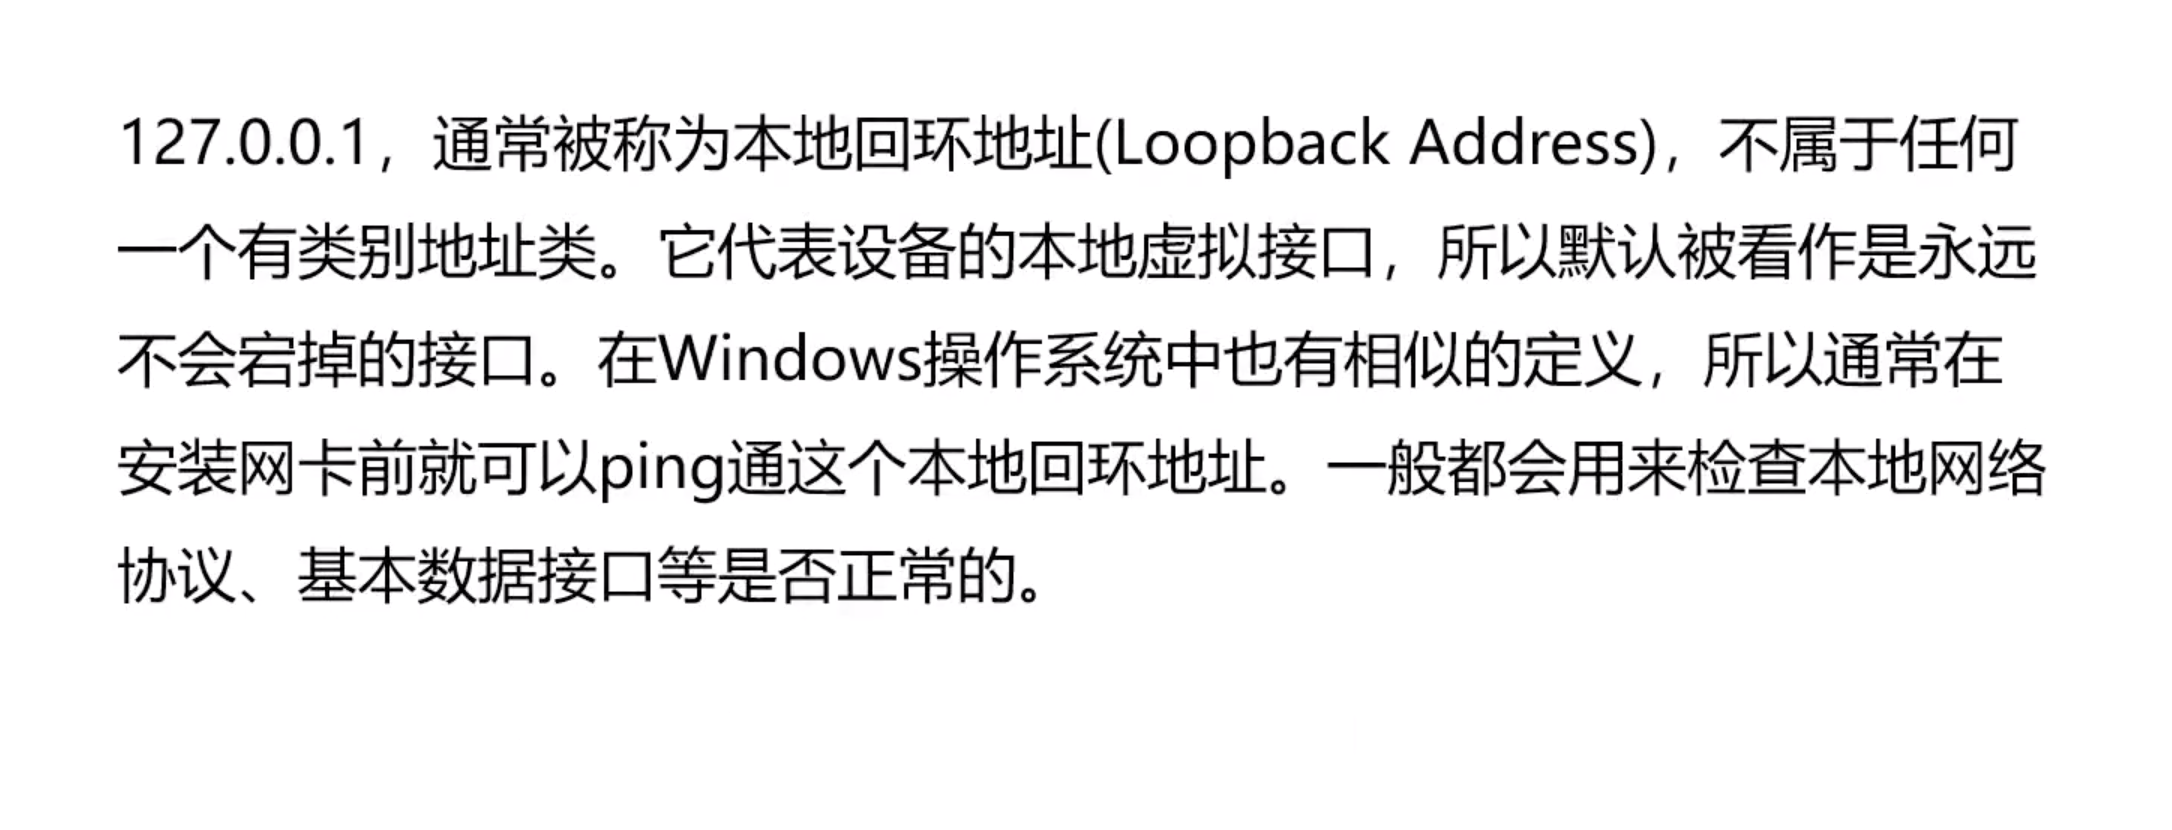 127.0.0.1，通常被称为本地回环地址(Loopback Address)，不属于任何
一个有类别地址类。它代表设备的本地虚拟接口，所以默认被看作是永远
不会宕掉的接口。在Windows操作系统中也有相似的定义，所以通常在
安装网卡前就可以ping通这个本地回环地址。一般都会用来检查本地网络
协议、基本数据接口等是否正常的。